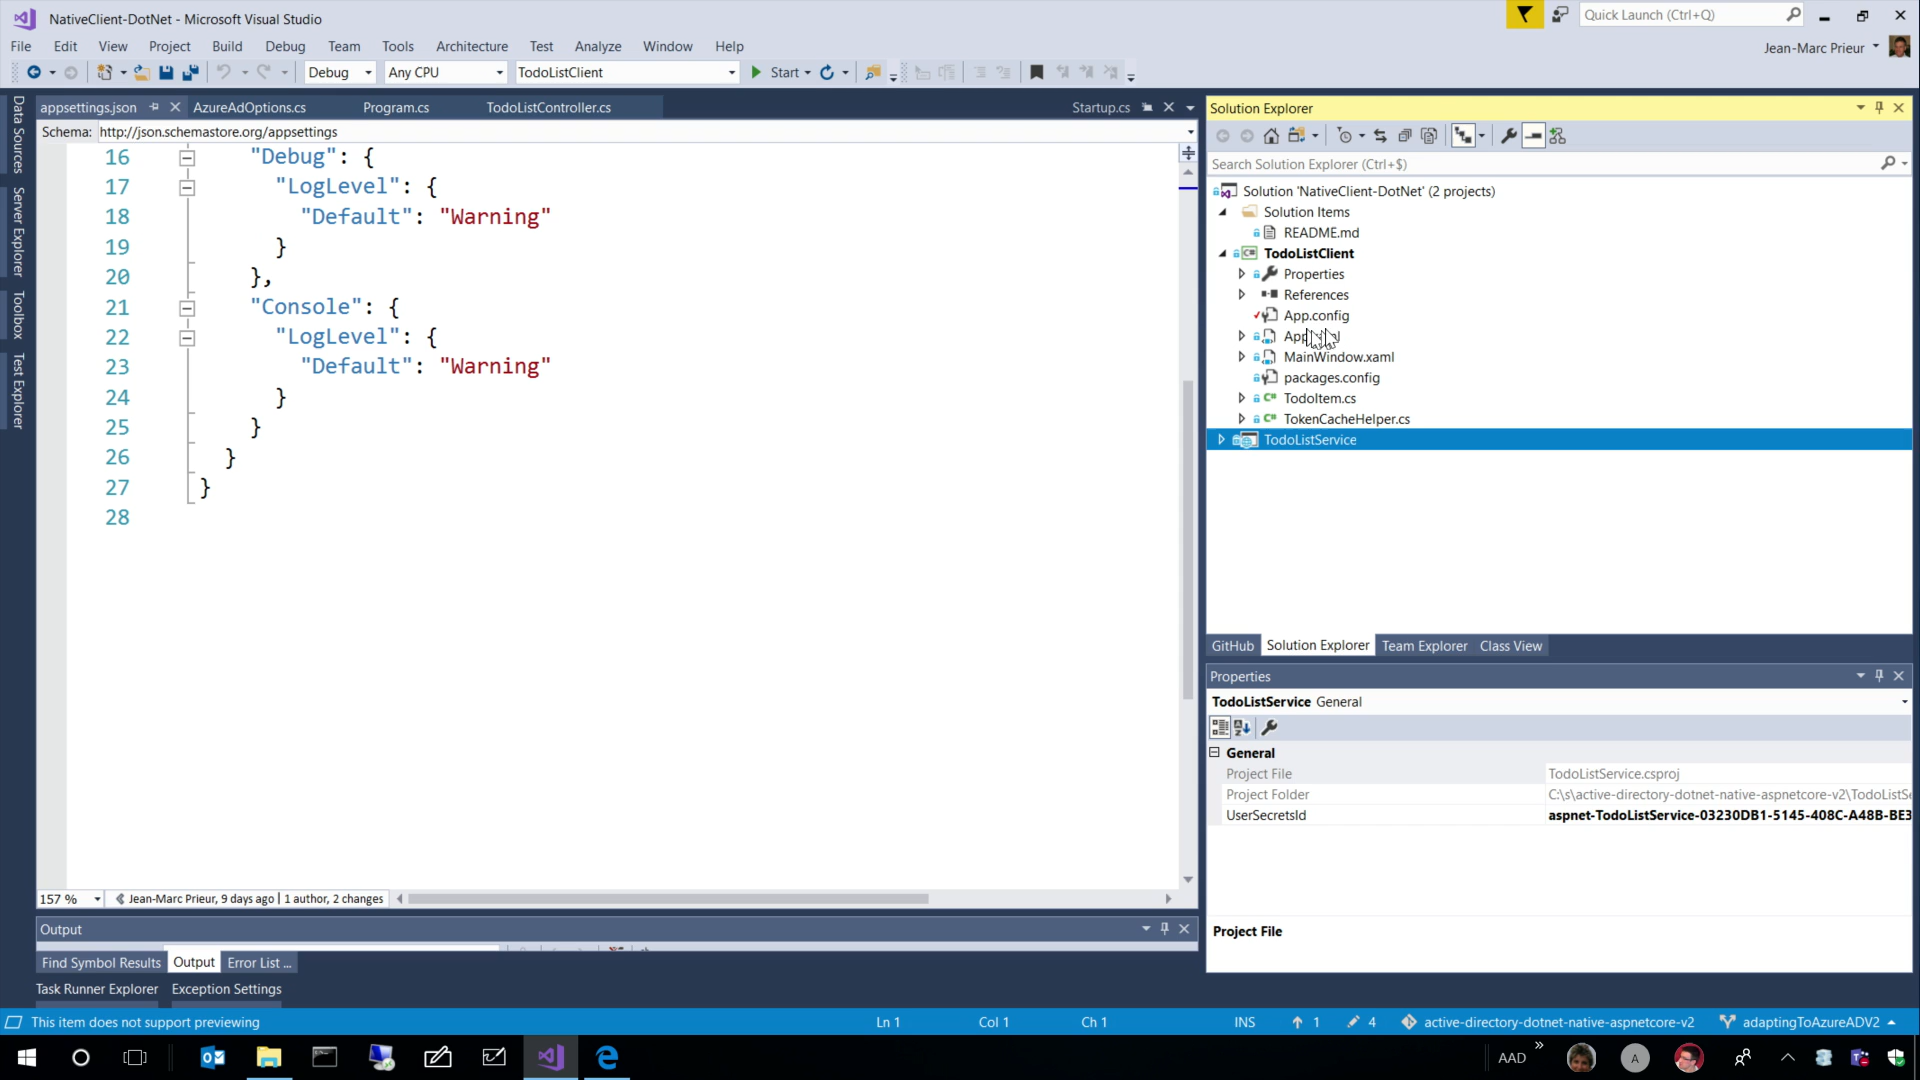 NativeClient-DotNet - Microsoft Visual Studio
Quick Launch (Ctrl+Q)
File Edit View Project Build Debug Team Tools Architecture Test Analyze Window Help
Jean-Marc Prieur
Debug Any CPU TodoListClient Start
appsettings.json AzureAdOptions.cs Program.cs TodoListController.cs Startup.cs
Schema: http://json.schemastore.org/appsettings
Data Sources
Server Explorer
Toolbox
Test Explorer
16 "Debug": {
17 "LogLevel": {
18 "Default": "Warning"
19 }
20 },
21 "Console": {
22 "LogLevel": {
23 "Default": "Warning"
24 }
25 }
26 }
27 }
28
157 % Jean-Marc Prieur, 9 days ago | 1 author, 2 changes
Output
Find Symbol Results Output Error List ...
Task Runner Explorer Exception Settings
Solution Explorer
Search Solution Explorer (Ctrl+$)
Solution 'NativeClient-DotNet' (2 projects)
Solution Items
README.md
TodoListClient
Properties
References
App.config
MainWindow.xaml
packages.config
TodoItem.cs
TokenCacheHelper.cs
TodoListService
GitHub Solution Explorer Team Explorer Class View
Properties
TodoListService General
General
Project File TodoListService.csproj
Project Folder C:\s\active-directory-dotnet-native-aspnetcore-v2\TodoListSe
UserSecretsId aspnet-TodoListService-03230DB1-5145-408C-A48B-BE3
Project File
This item does not support previewing Ln 1 Col 1 Ch 1 INS 1 4 active-directory-dotnet-native-aspnetcore-v2 adaptingToAzureADV2
AAD A